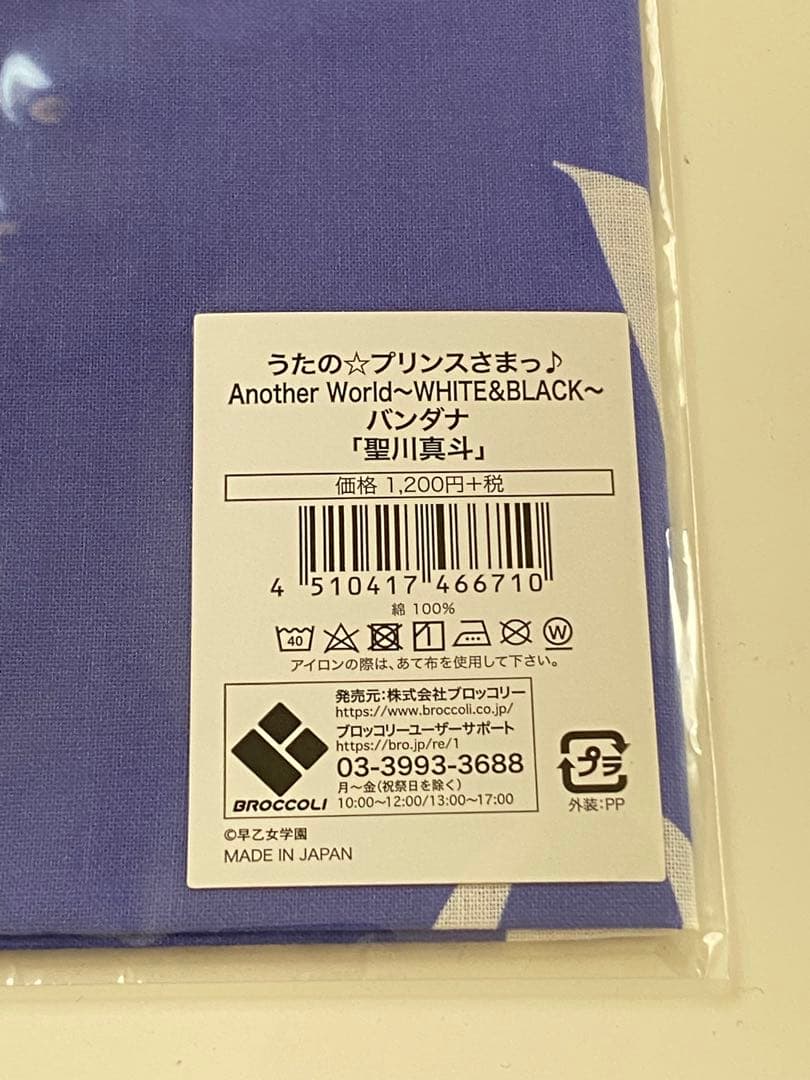 うたの☆プリンスさまっ♪
Another World～WHITE&BLACK～
バンダナ
「聖川真斗」
価格 1,200円+税
4 510417 466710
綿 100%
40
W
アイロンの際は、あて布を使用して下さい。
発売元：株式会社ブロッコリー
https://www.broccoli.co.jp/
ブロッコリーユーザーサポート
https://bro.jp/re/1
03-3993-3688
月～金（祝祭日を除く）
10:00～12:00/13:00～17:00
BROCCOLI
プラ
外装：PP
©早乙女学園
MADE IN JAPAN